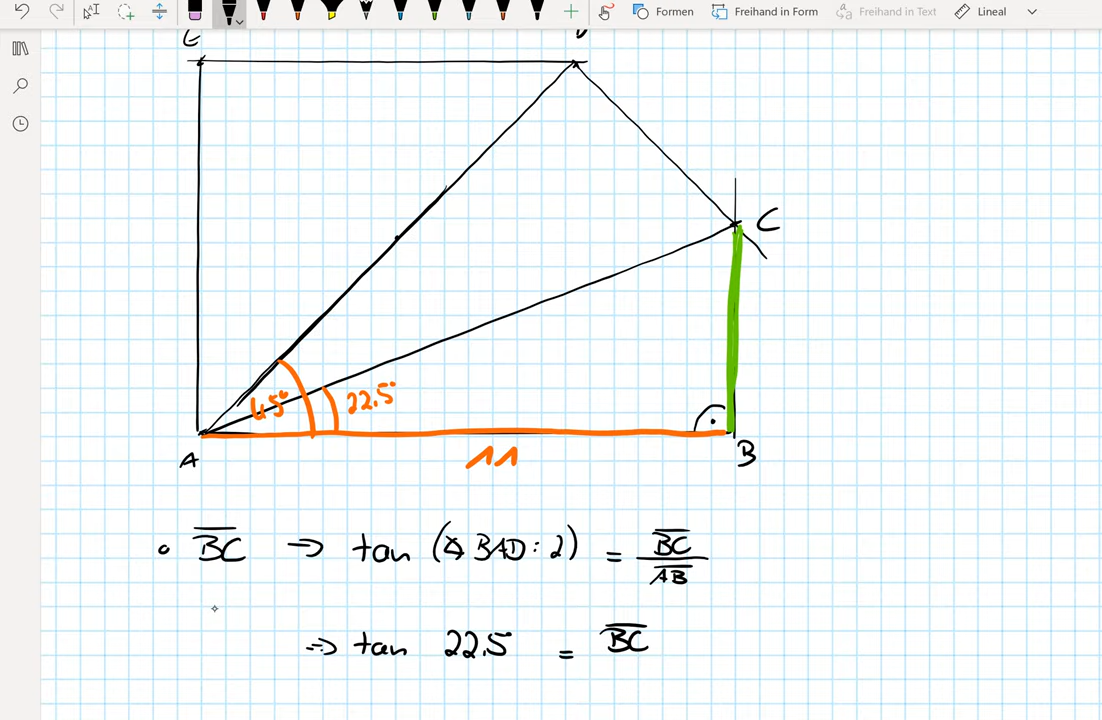 Formen Freihand in Form Freihand in Text Lineal
E D
C
45° 22.5°
A 11 B
BC → tan (∡ BAD : 2) = BC / AB
⇒ tan 22.5 = BC